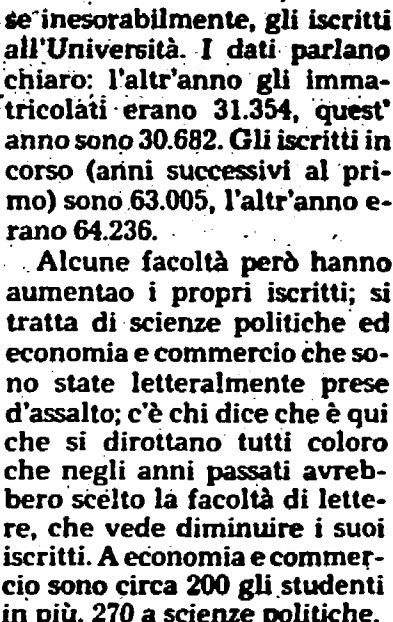 se inesorabilmente, gli iscritti
all'Università. I dati parlano
chiaro: l'altr'anno gli imma-
tricolati erano 31.354, quest'
anno sono 30.682. Gli iscritti in
corso (anni successivi al pri-
mo) sono 63.005, l'altr'anno e-
rano 64.236.
Alcune facoltà però hanno
aumentao i propri iscritti; si
tratta di scienze politiche ed
economia e commercio che so-
no state letteralmente prese
d'assalto; c'è chi dice che è qui
che si dirottano tutti coloro
che negli anni passati avreb-
bero scelto la facoltà di lette-
re, che vede diminuire i suoi
iscritti. A economia e commer-
cio sono circa 200 gli studenti
in più, 270 a scienze politiche.